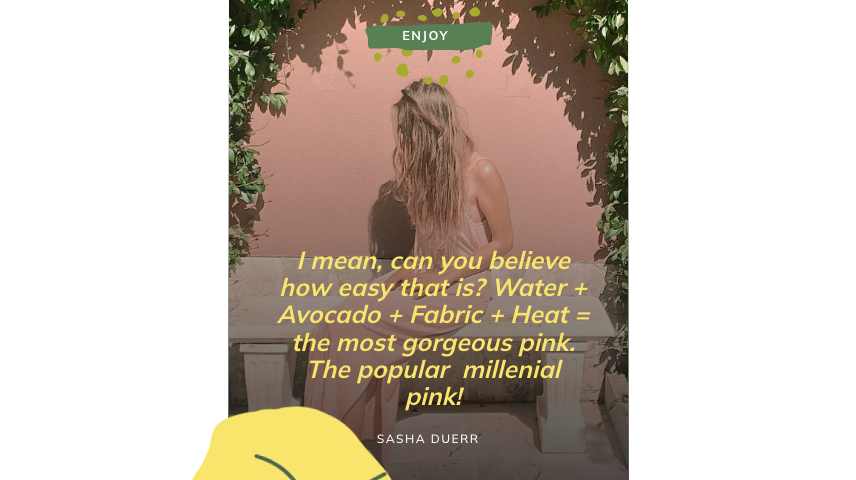 ENJOY
I mean, can you believe
how easy that is? Water +
Avocado + Fabric + Heat =
the most gorgeous pink.
The popular  millenial
pink!
SASHA DUERR